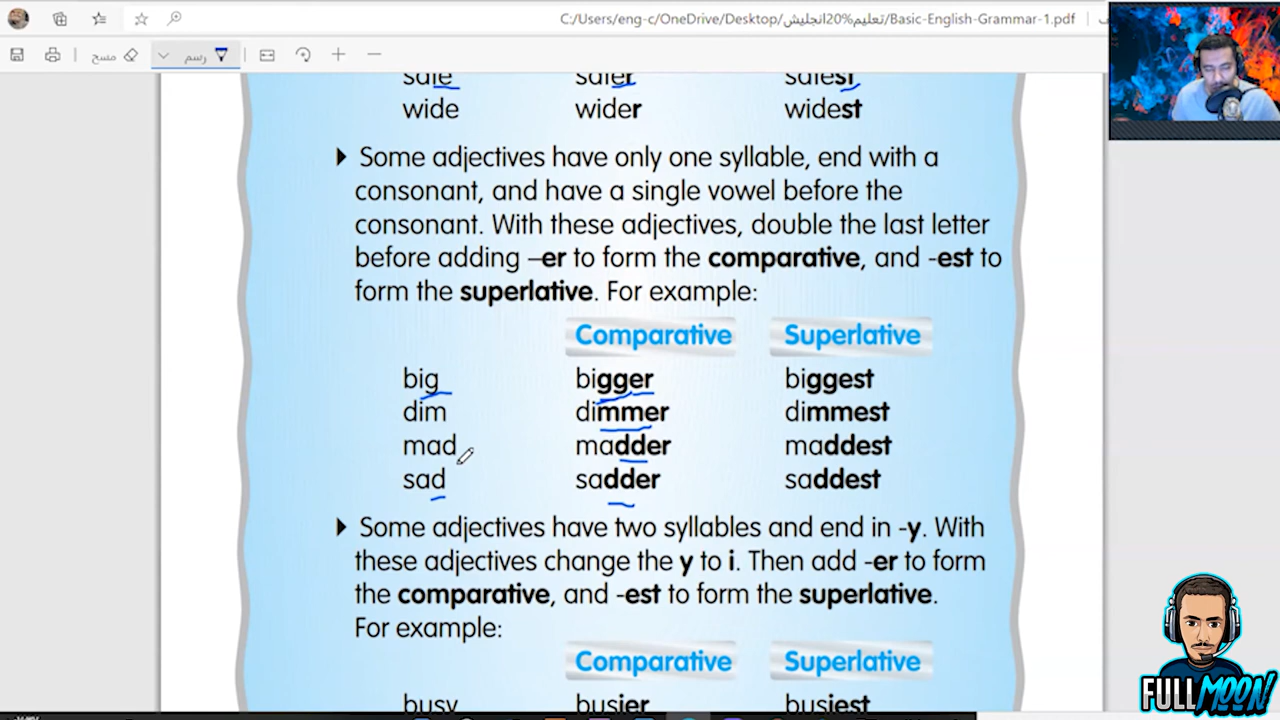 C:/Users/eng-c/OneDrive/Desktop/تعليم%20انجليش/Basic-English-Grammar-1.pdf
مسح
رسم
safe safer safest
wide wider widest
Some adjectives have only one syllable, end with a
consonant, and have a single vowel before the
consonant. With these adjectives, double the last letter
before adding –er to form the comparative, and -est to
form the superlative. For example:
Comparative Superlative
big bigger biggest
dim dimmer dimmest
mad madder maddest
sad sadder saddest
Some adjectives have two syllables and end in -y. With
these adjectives change the y to i. Then add -er to form
the comparative, and -est to form the superlative.
For example:
Comparative Superlative
busy busier busiest
FULLMOON